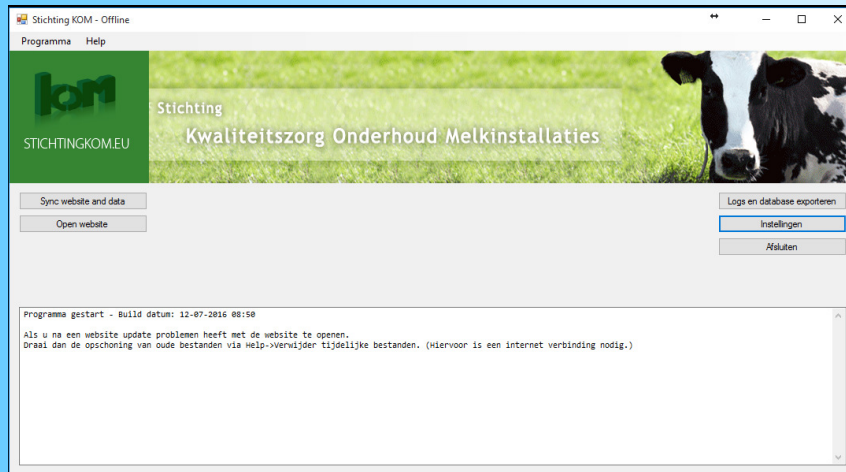 Stichting KOM - Offline
Programma Help
kom
STICHTINGKOM.EU
Stichting
Kwaliteitszorg Onderhoud Melkinstallaties
Sync website and data
Open website
Logs en database exporteren
Instellingen
Afsluiten
Programma gestart - Build datum: 12-07-2016 08:50
Als u na een website update problemen heeft met de website te openen.
Draai dan de opschoning van oude bestanden via Help->Verwijder tijdelijke bestanden. (Hiervoor is een internet verbinding nodig.)